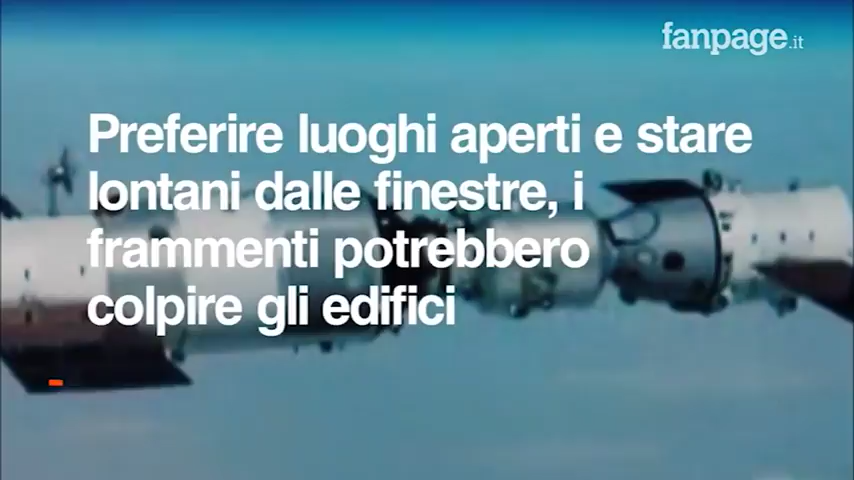 fanpage.it
Preferire luoghi aperti e stare
lontani dalle finestre, i
frammenti potrebbero
colpire gli edifici